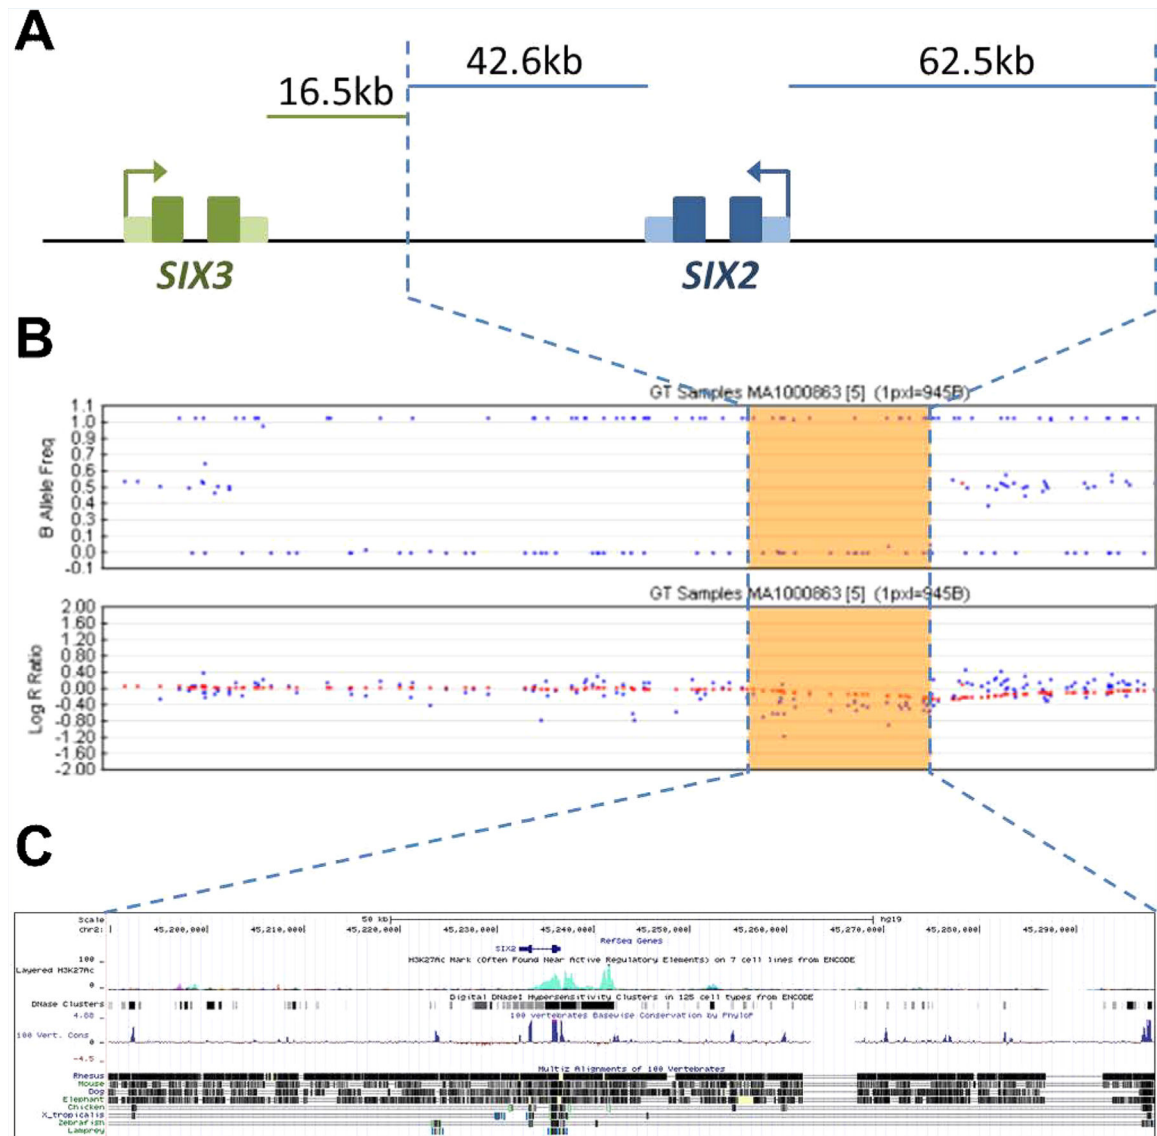 A
42.6kb
62.5kb
16.5kb
SIX3
SIX2
B
GT Samples MA1000863 [5] (1pxl=945B)
B Allele Freq
1.1
1.0
0.9
0.7
0.6
0.5
0.4
0.3
0.1
0.0
-0.1
GT Samples MA1000863 [5] (1pxl=945B)
Log R Ratio
2.00
1.60
1.20
0.80
0.40
0.00
-0.40
-0.80
-1.20
-1.60
-2.00
C
Scale 50 kb hg19
chr2: 45,200,000 45,210,000 45,220,000 45,230,000 45,240,000 45,250,000 45,260,000 45,270,000 45,280,000 45,290,000
RefSeq Genes
SIX2
H3K27Ac Mark (Often Found Near Active Regulatory Elements) on 7 cell lines from ENCODE
100
Layered H3K27Ac
0
Digital DNaseI Hypersensitivity Clusters in 125 cell types from ENCODE
DNase Clusters
100 vertebrates Basewise Conservation by PhyloP
4.88
100 Vert. Cons
-4.5
Multiz Alignments of 100 Vertebrates
Rhesus
Mouse
Dog
Elephant
Chicken
X_tropicalis
Zebrafish
Lamprey